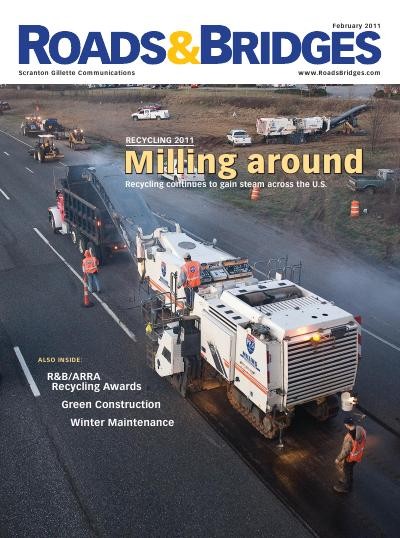 February 2011
ROADS&BRIDGES
Scranton Gillette Communications
www.RoadsBridges.com
RECYCLING 2011
Milling around
Recycling continues to gain steam across the U.S.
ALSO INSIDE:
R&B/ARRA
Recycling Awards
Green Construction
Winter Maintenance